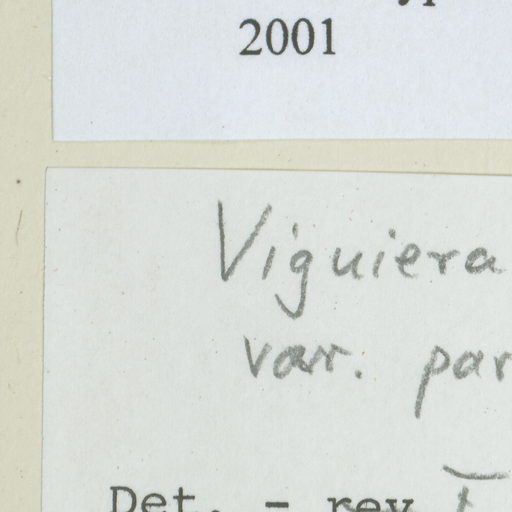 2001
Viguiera
var. par
Det. - rev